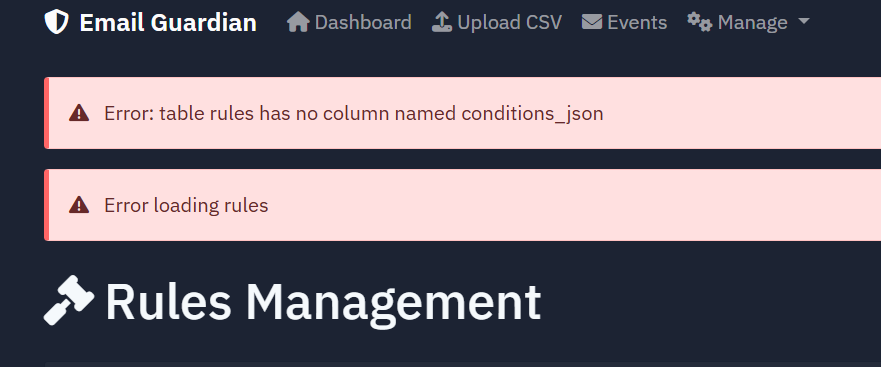 Email Guardian Dashboard Upload CSV Events Manage
Error: table rules has no column named conditions_json
Error loading rules
Rules Management